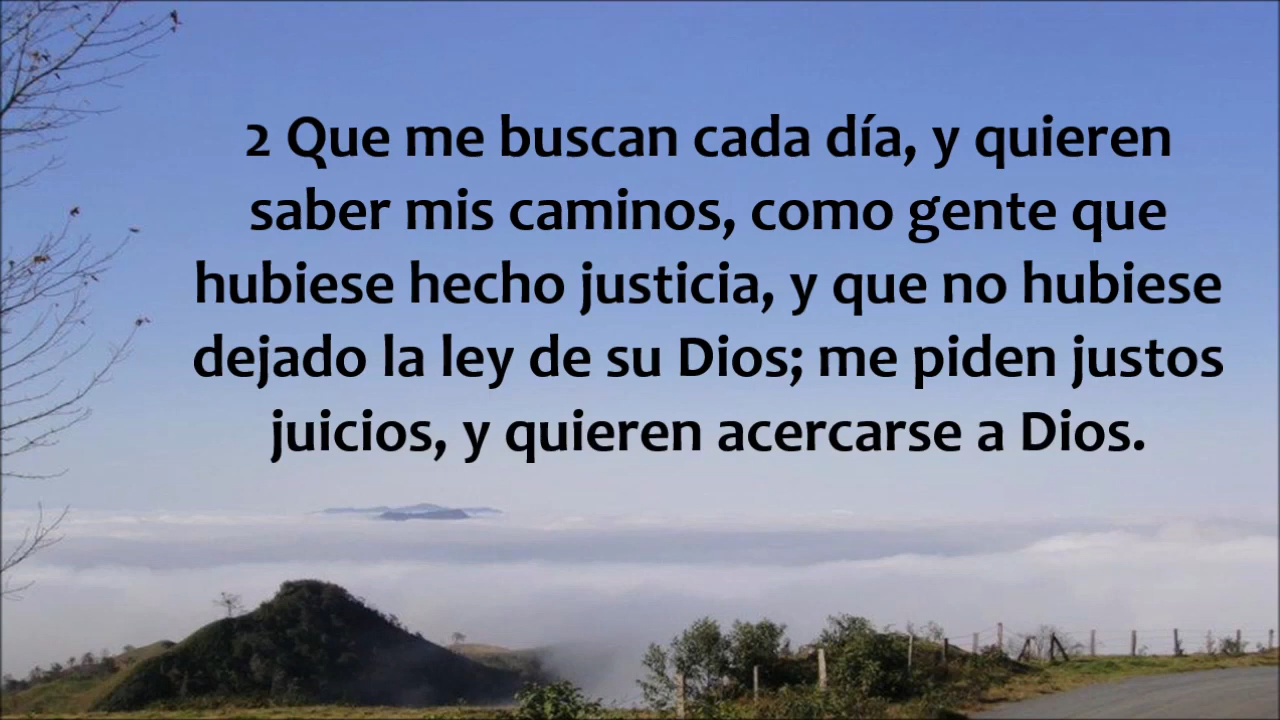 2 Que me buscan cada día, y quieren
saber mis caminos, como gente que
hubiese hecho justicia, y que no hubiese
dejado la ley de su Dios; me piden justos
juicios, y quieren acercarse a Dios.